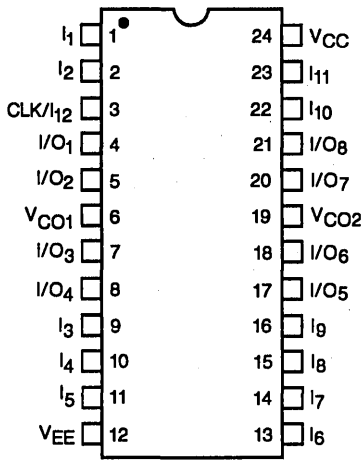 I1 1 24 VCC
I2 2 23 I11
CLK/I12 3 22 I10
I/O1 4 21 I/O8
I/O2 5 20 I/O7
VCO1 6 19 VCO2
I/O3 7 18 I/O6
I/O4 8 17 I/O5
I3 9 16 I9
I4 10 15 I8
I5 11 14 I7
VEE 12 13 I6